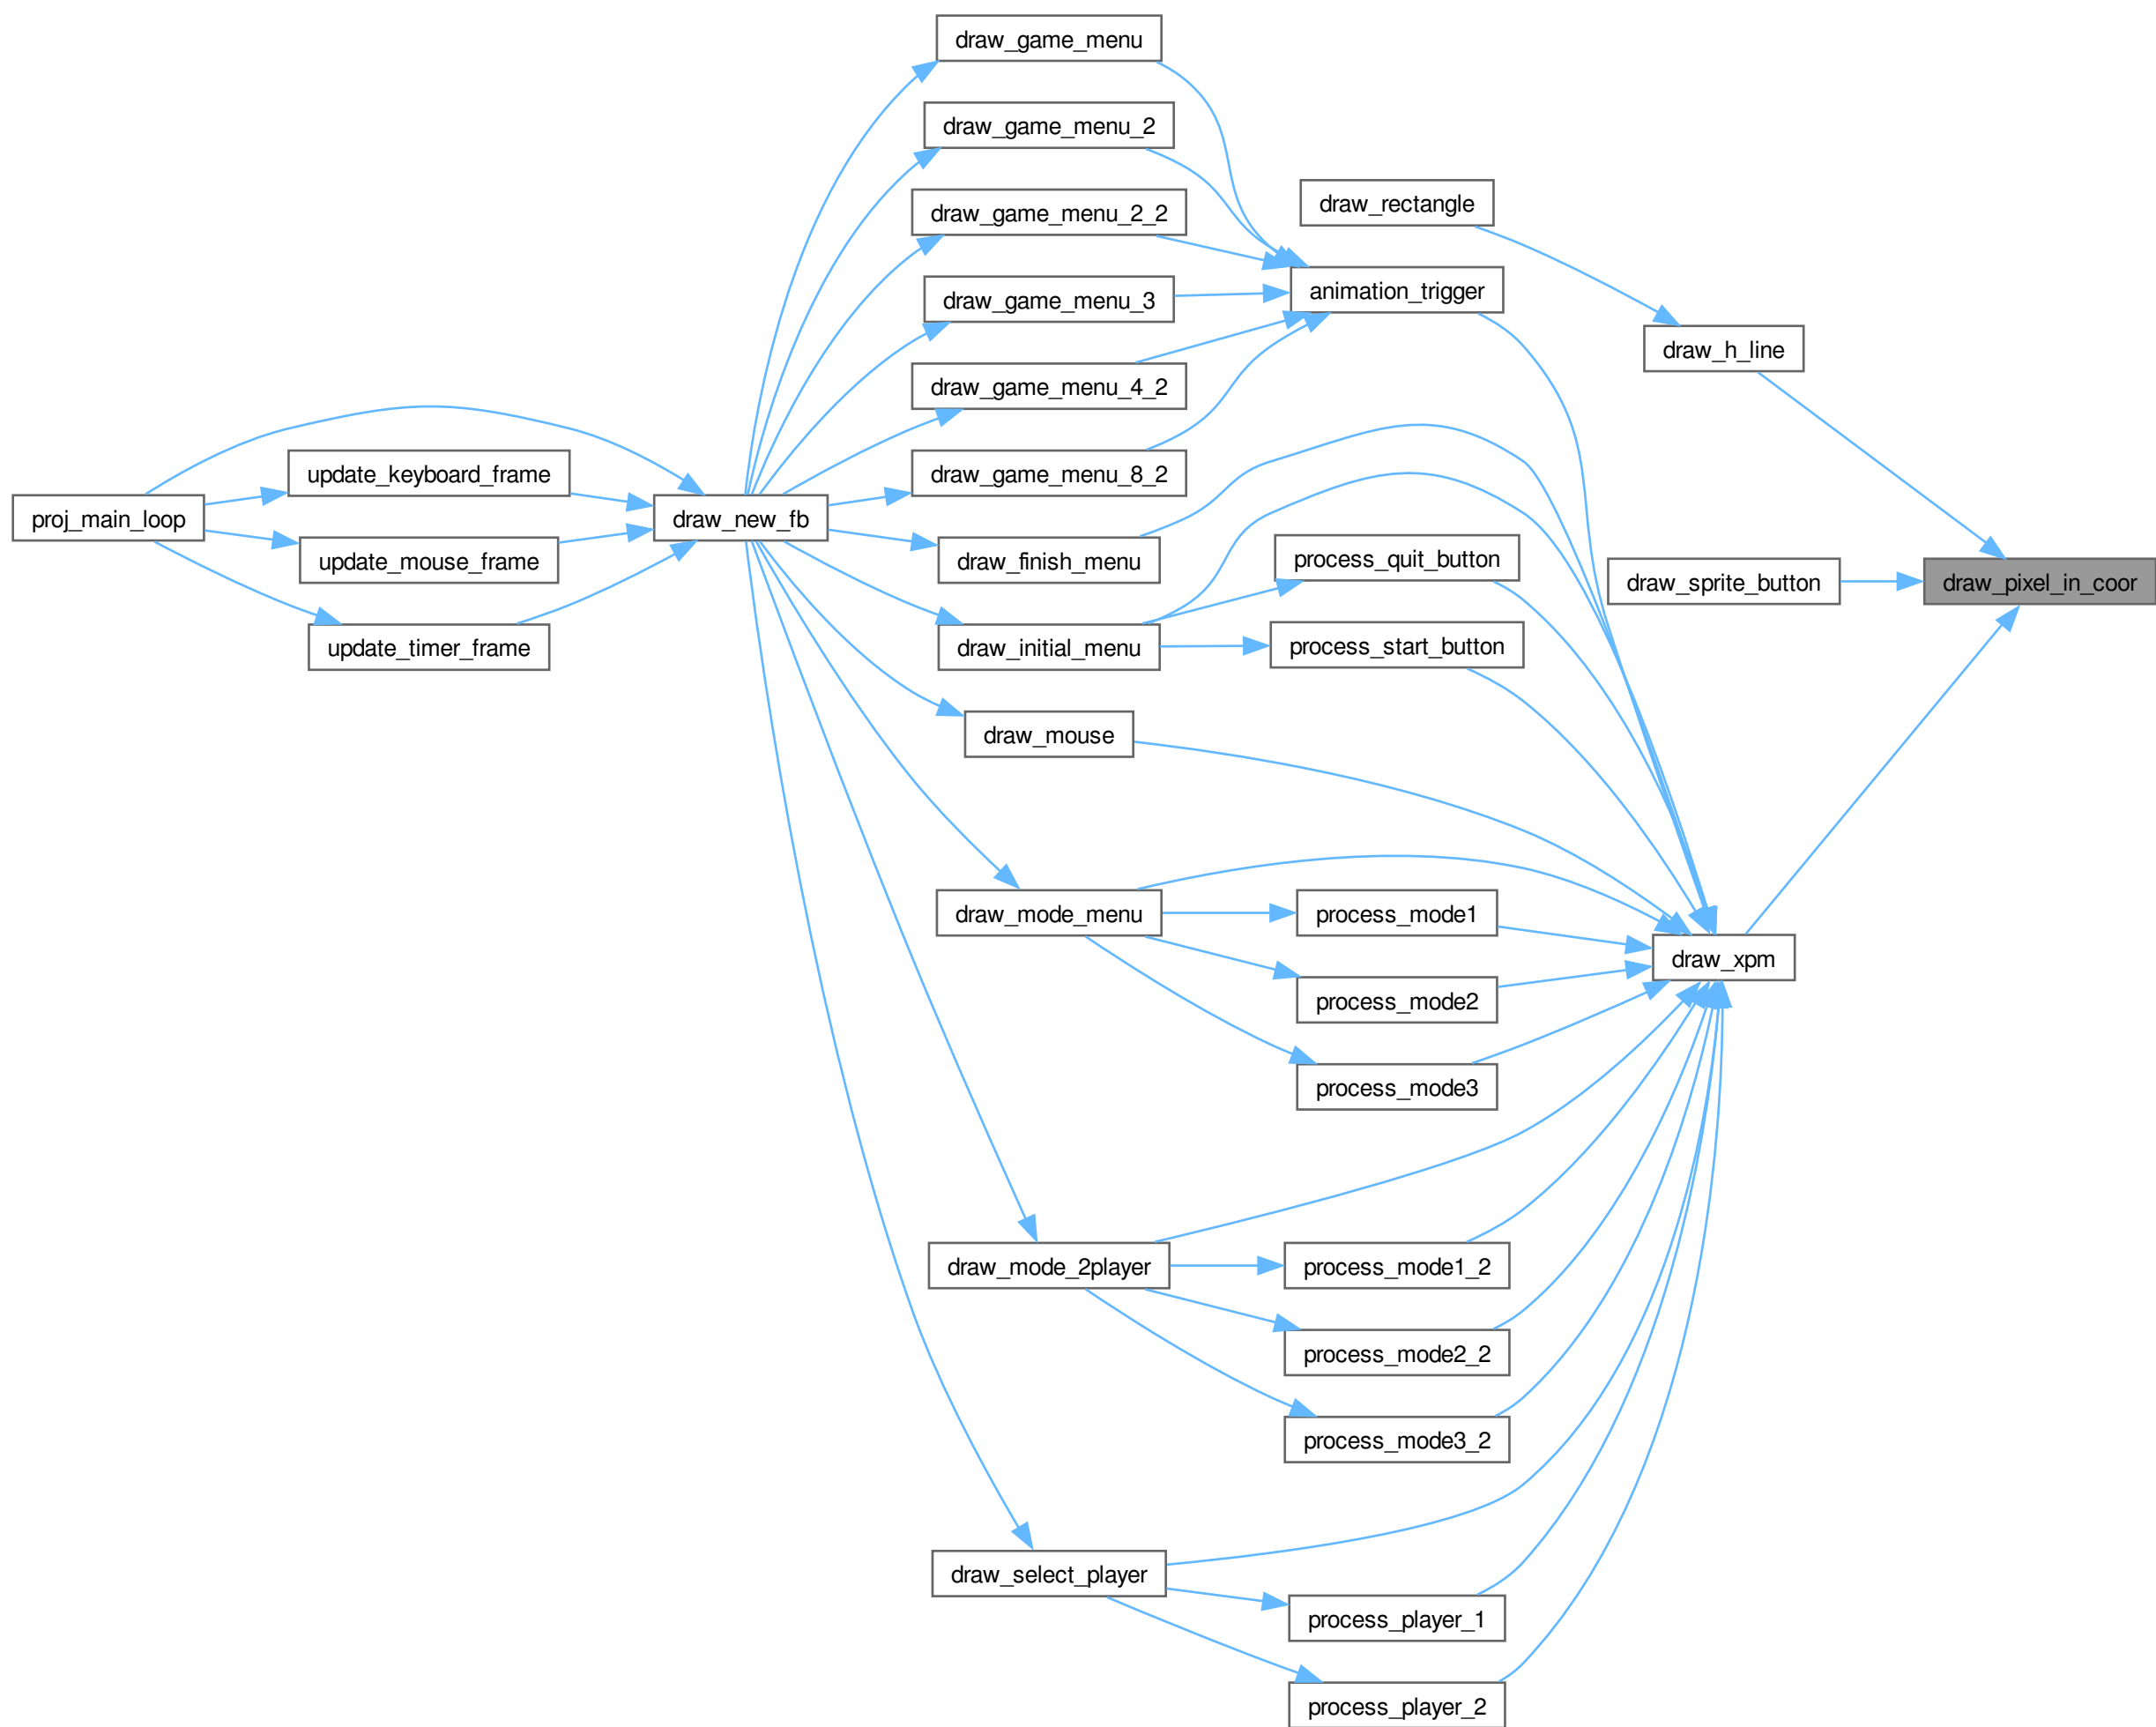 draw_game_menu
draw_game_menu_2
draw_rectangle
draw_game_menu_2_2
animation_trigger
draw_game_menu_3
draw_h_line
draw_game_menu_4_2
update_keyboard_frame
draw_game_menu_8_2
proj_main_loop
draw_new_fb
update_mouse_frame
draw_finish_menu
process_quit_button
draw_sprite_button
draw_pixel_in_coor
update_timer_frame
draw_initial_menu
process_start_button
draw_mouse
draw_mode_menu
process_mode1
draw_xpm
process_mode2
process_mode3
draw_mode_2player
process_mode1_2
process_mode2_2
process_mode3_2
draw_select_player
process_player_1
process_player_2